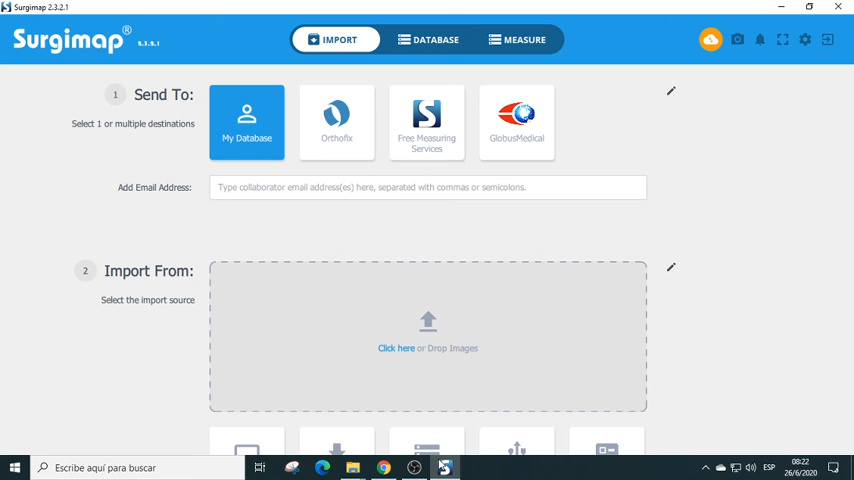 Surgimap 2.3.2.1
Surgimap® 2.3.2.1
IMPORT
DATABASE
MEASURE
1 Send To:
Select 1 or multiple destinations
My Database
Orthofix
Free Measuring
Services
GlobusMedical
Add Email Address:
Type collaborator email address(es) here, separated with commas or semicolons.
2 Import From:
Select the import source
Click here or Drop Images
Escribe aquí para buscar
ESP
08:22
26/6/2020